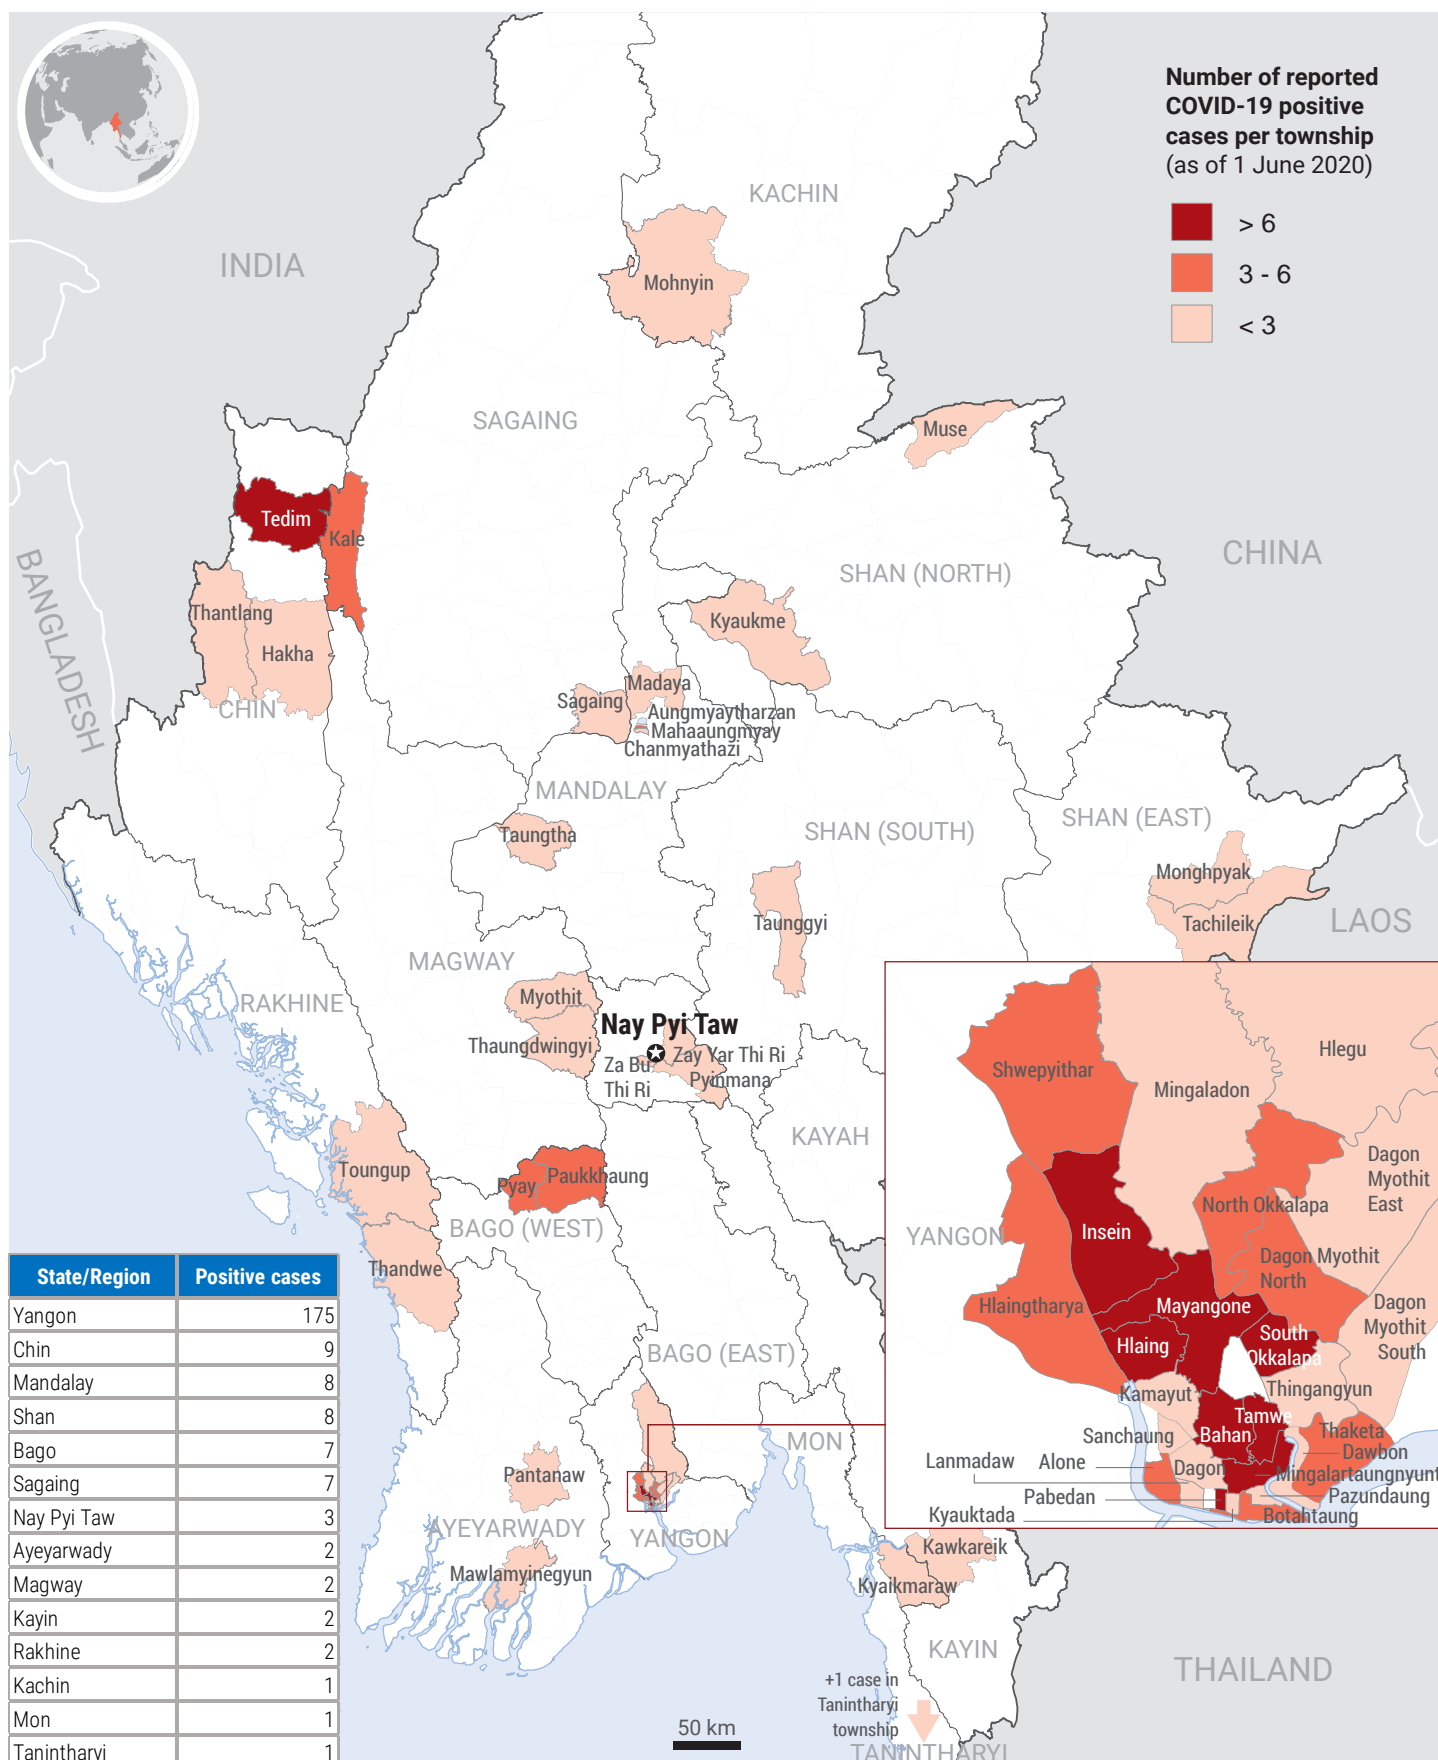 Number of reported
COVID-19 positive
cases per township
(as of 1 June 2020)
> 6
3 - 6
< 3
KACHIN
INDIA
Mohnyin
SAGAING
Muse
Tedim
Kale
CHINA
BANGLADESH
SHAN (NORTH)
Thantlang
Kyaukme
Hakha
Madaya
Sagaing
CHIN
Aungmyaytharzan
Mahaaungmyay
Chanmyathazi
MANDALAY
SHAN (EAST)
Taungtha
SHAN (SOUTH)
Monghpyak
Taunggyi
Tachileik
LAOS
MAGWAY
Myothit
RAKHINE
Nay Pyi Taw
Thaungdwingyi
Zay Yar Thi Ri
Za Bu
Thi Ri
Pyinmana
KAYAH
Toungup
Paukkhaung
Pyay
BAGO (WEST)
Thandwe
BAGO (EAST)
MON
Pantanaw
AYEYARWADY
YANGON
Mawlamyinegyun
Kawkareik
Kyaikmaraw
KAYIN
THAILAND
+1 case in
Tanintharyi
township
TANINTHARYI
50 km
Hlegu
Shwepyithar
Mingaladon
Dagon
Myothit
East
North Okkalapa
YANGON
Insein
Dagon Myothit
North
Hlaingtharya
Mayangone
Dagon
Myothit
South
South
Okkalapa
Hlaing
Kamayut
Thingangyun
Tamwe
Bahan
Sanchaung
Thaketa
Dawbon
Lanmadaw
Alone
Dagon
Mingalartaungnyunt
Pabedan
Pazundaung
Kyauktada
Botahtaung
State/Region Positive cases
Yangon 175
Chin 9
Mandalay 8
Shan 8
Bago 7
Sagaing 7
Nay Pyi Taw 3
Ayeyarwady 2
Magway 2
Kayin 2
Rakhine 2
Kachin 1
Mon 1
Tanintharyi 1